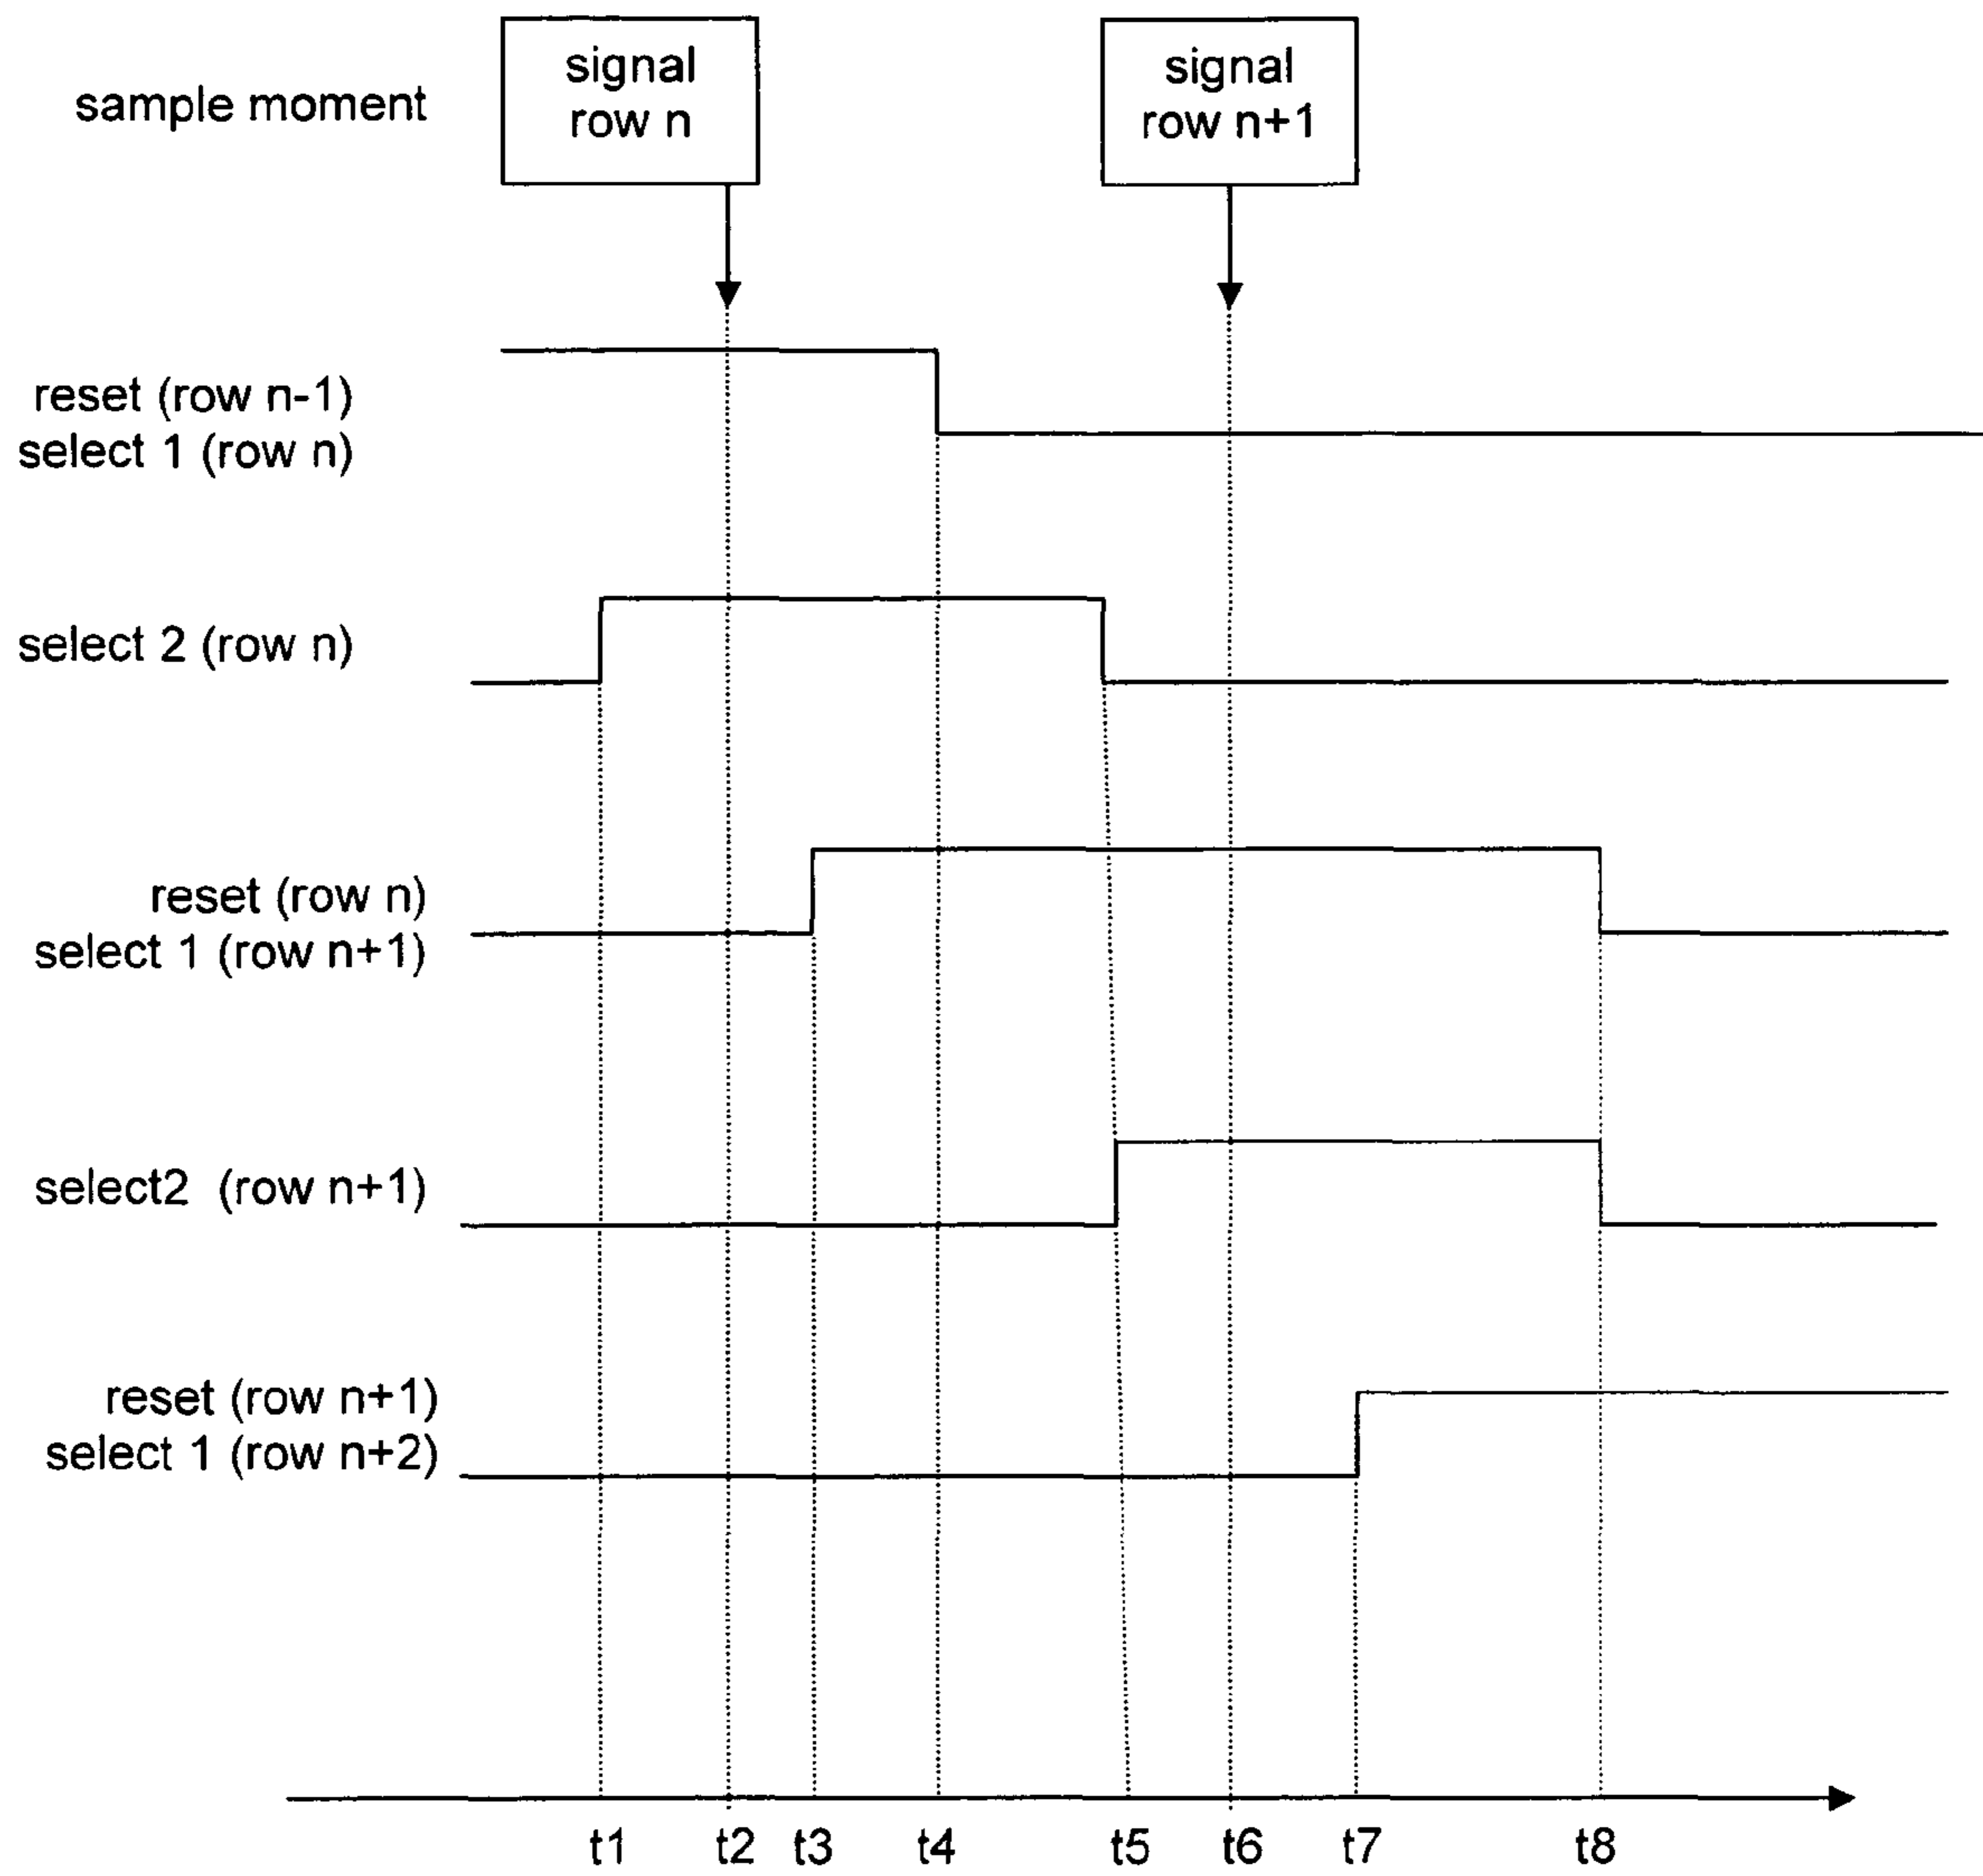 signal
row n
signal
row n+1
sample moment
reset (row n-1)
select 1 (row n)
select 2 (row n)
reset (row n)
select 1 (row n+1)
select2 (row n+1)
reset (row n+1)
select 1 (row n+2)
t1 t2 t3 t4 t5 t6 t7 t8